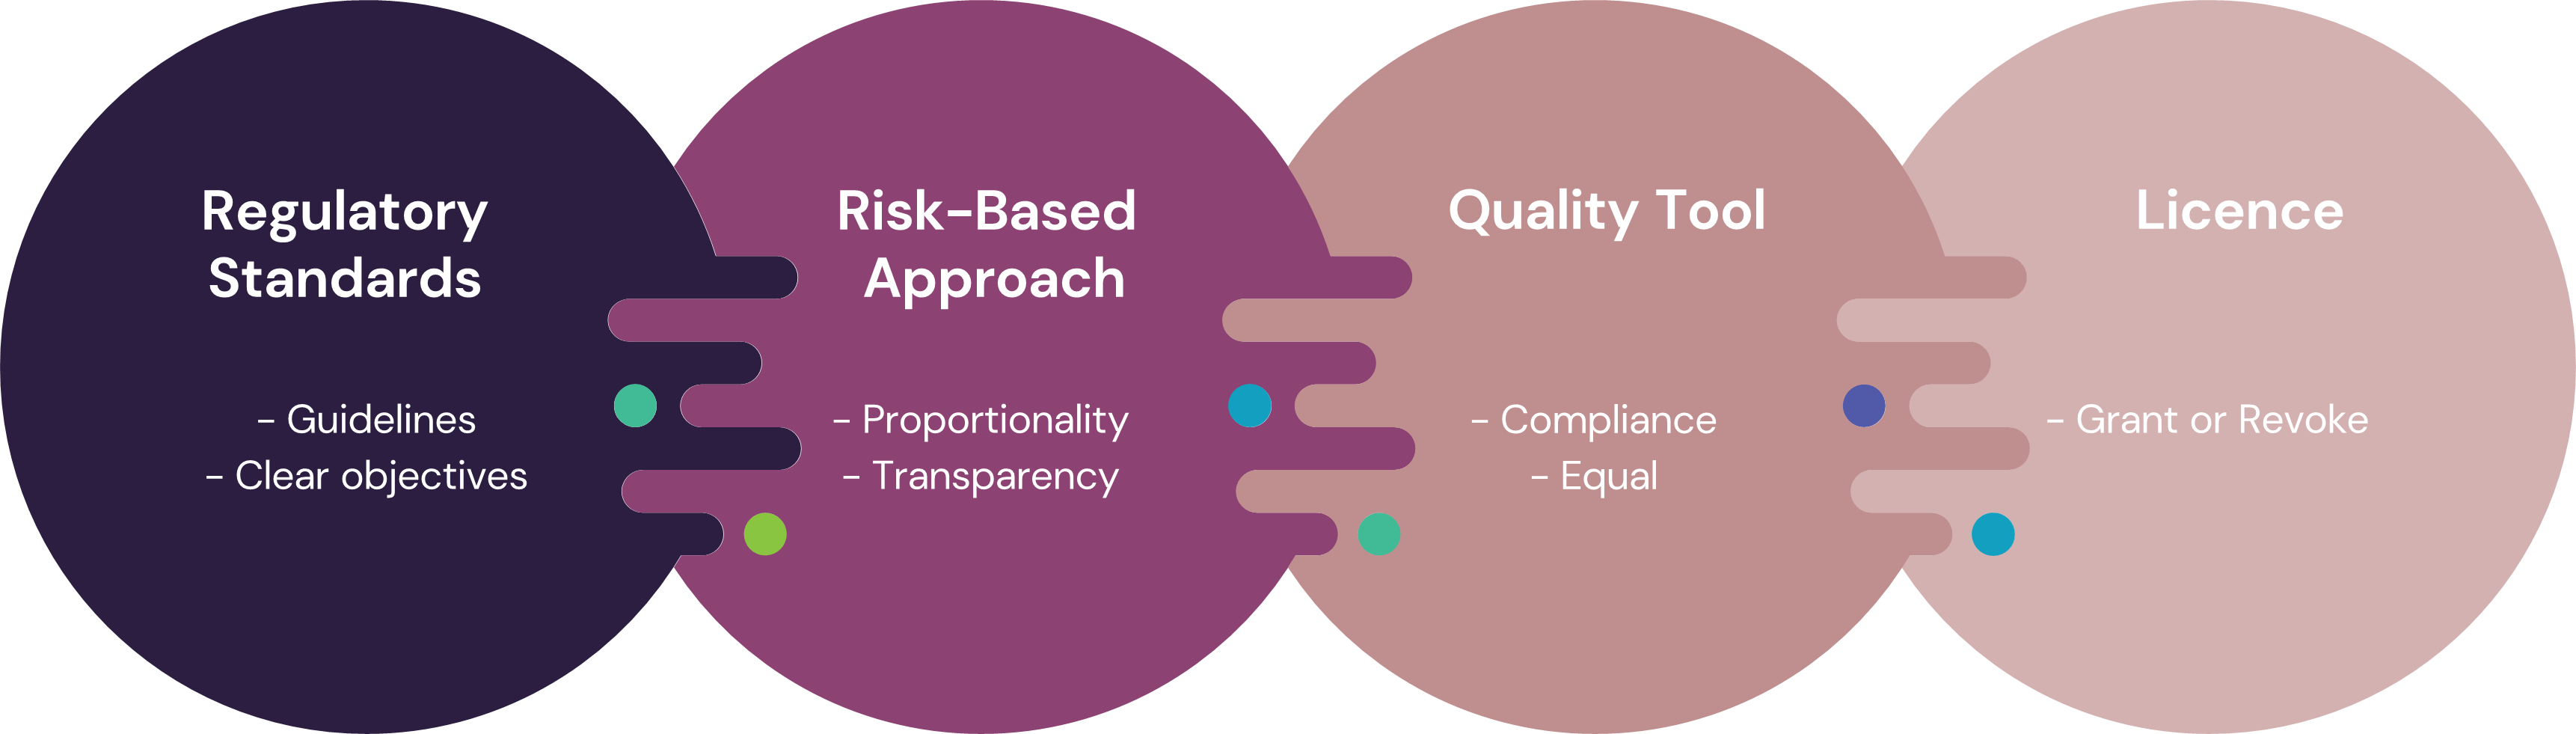 Regulatory
Standards
- Guidelines
- Clear objectives
Risk-Based
Approach
- Proportionality
- Transparency
Quality Tool
- Compliance
- Equal
Licence
- Grant or Revoke